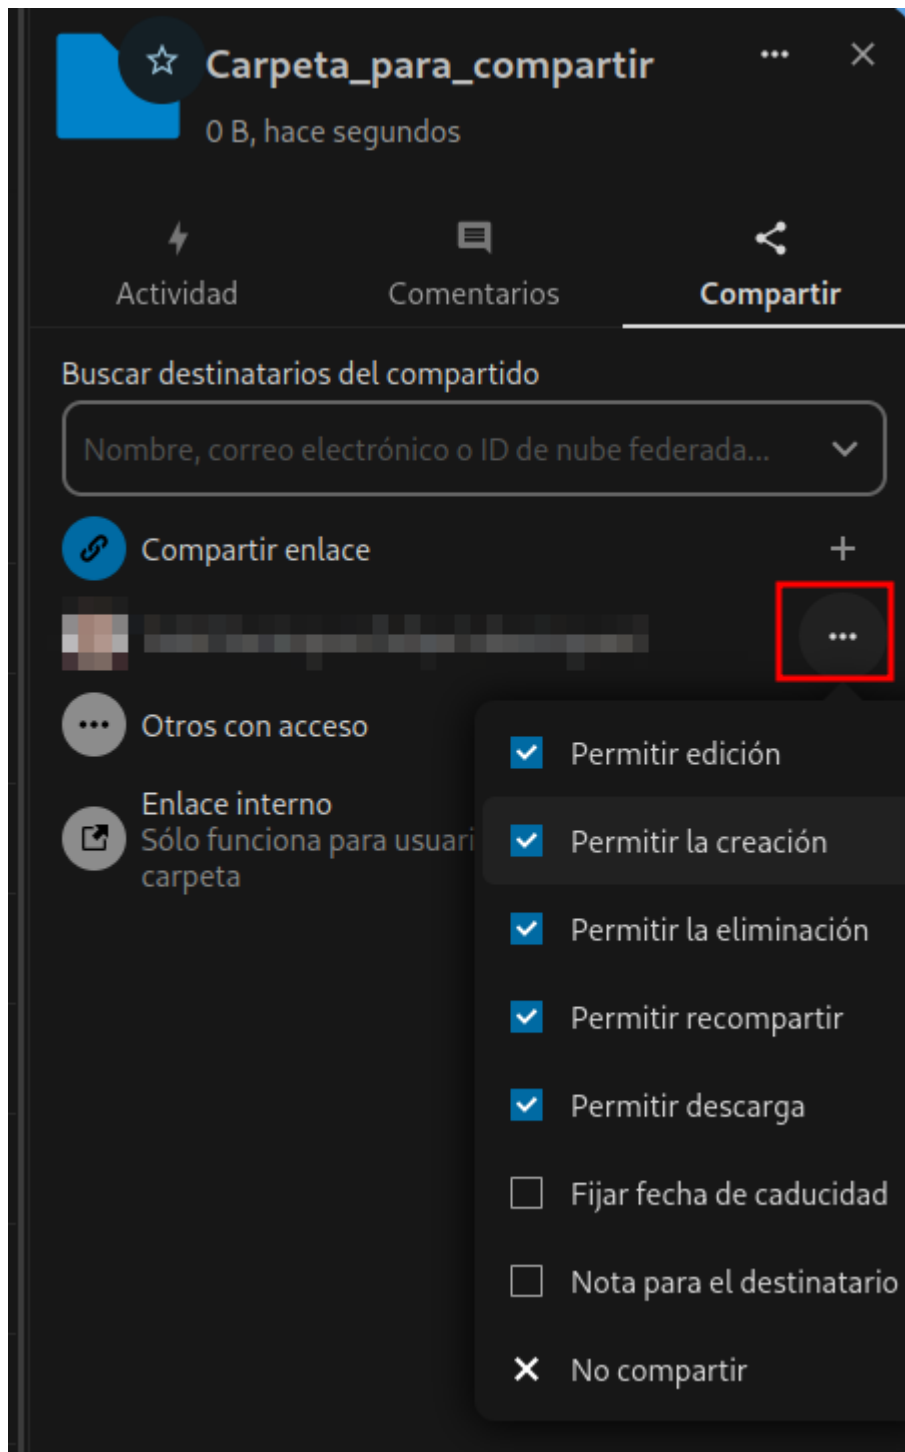 Carpeta_para_compartir
0 B, hace segundos
Actividad
Comentarios
Compartir
Buscar destinatarios del compartido
Nombre, correo electrónico o ID de nube federada...
Compartir enlace
Otros con acceso
Enlace interno
Sólo funciona para usuari
carpeta
Permitir edición
Permitir la creación
Permitir la eliminación
Permitir recompartir
Permitir descarga
Fijar fecha de caducidad
Nota para el destinatario
No compartir